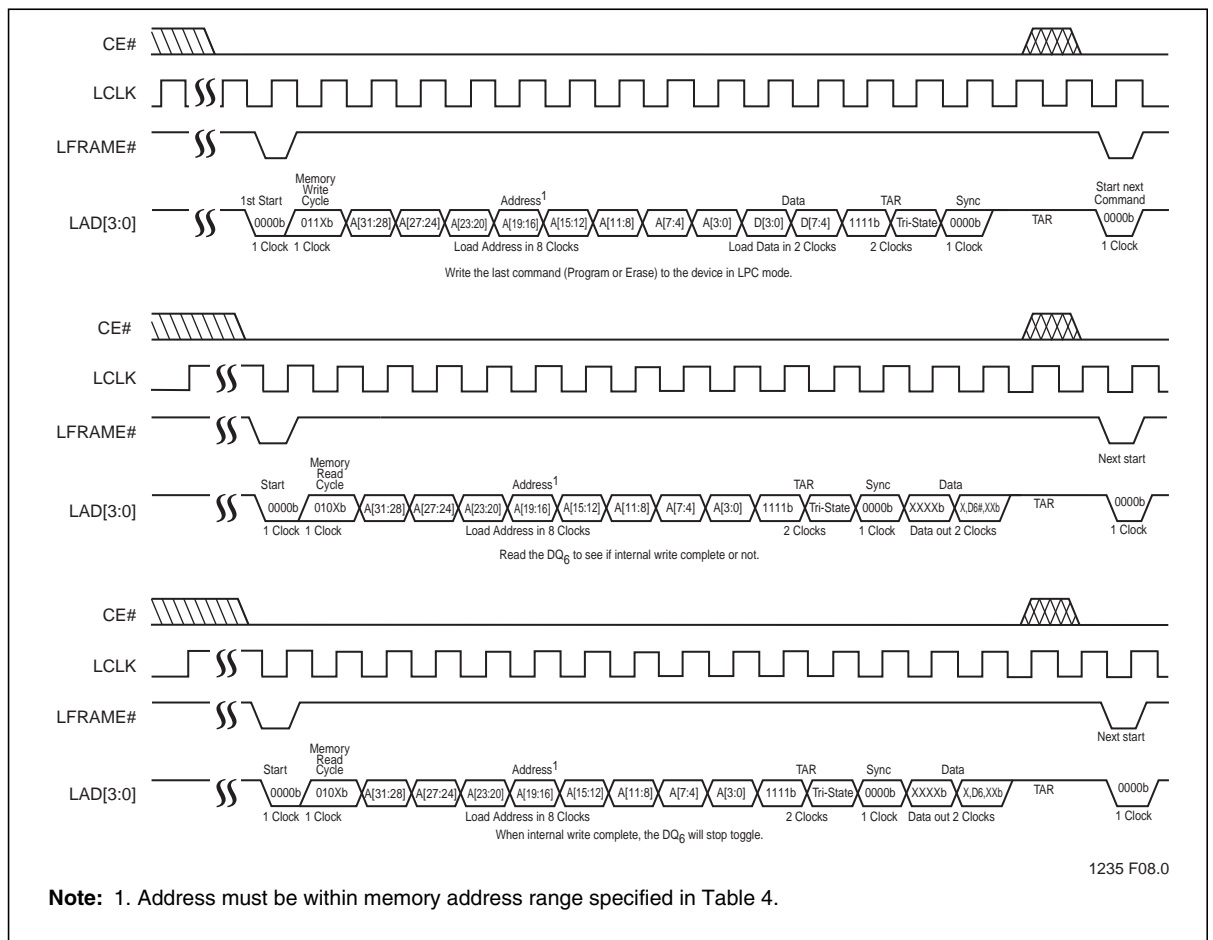 CE#
LCLK
LFRAME#
1st Start Memory Write Cycle Address1 Data TAR Sync Start next Command
LAD[3:0] 0000b 011Xb A[31:28] A[27:24] A[23:20] A[19:16] A[15:12] A[11:8] A[7:4] A[3:0] D[3:0] D[7:4] 1111b Tri-State 0000b TAR 0000b
1 Clock 1 Clock Load Address in 8 Clocks Load Data in 2 Clocks 2 Clocks 1 Clock 1 Clock
Write the last command (Program or Erase) to the device in LPC mode.
CE#
LCLK
LFRAME#
Next start
Start Memory Read Cycle Address1 TAR Sync Data
LAD[3:0] 0000b 010Xb A[31:28] A[27:24] A[23:20] A[19:16] A[15:12] A[11:8] A[7:4] A[3:0] 1111b Tri-State 0000b XXXXb X,D6#,XXb TAR 0000b
1 Clock 1 Clock Load Address in 8 Clocks 2 Clocks 1 Clock Data out 2 Clocks 1 Clock
Read the DQ6 to see if internal write complete or not.
CE#
LCLK
LFRAME#
Next start
Start Memory Read Cycle Address1 TAR Sync Data
LAD[3:0] 0000b 010Xb A[31:28] A[27:24] A[23:20] A[19:16] A[15:12] A[11:8] A[7:4] A[3:0] 1111b Tri-State 0000b XXXXb X,D6,XXb TAR 0000b
1 Clock 1 Clock Load Address in 8 Clocks 2 Clocks 1 Clock Data out 2 Clocks 1 Clock
When internal write complete, the DQ6 will stop toggle.
1235 F08.0
Note: 1. Address must be within memory address range specified in Table 4.